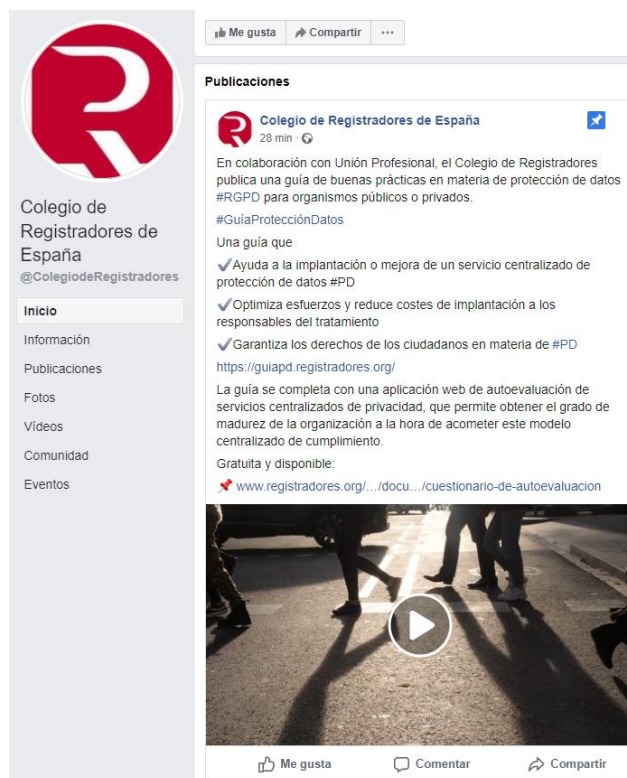 Me gusta Compartir ...
Colegio de
Registradores de
España
@ColegiodeRegistradores
Inicio
Información
Publicaciones
Fotos
Vídeos
Comunidad
Eventos
Publicaciones
Colegio de Registradores de España
28 min ·
En colaboración con Unión Profesional, el Colegio de Registradores
publica una guía de buenas prácticas en materia de protección de datos
#RGPD para organismos públicos o privados.
#GuíaProtecciónDatos
Una guía que
✔Ayuda a la implantación o mejora de un servicio centralizado de
protección de datos #PD
✔Optimiza esfuerzos y reduce costes de implantación a los
responsables del tratamiento
✔Garantiza los derechos de los ciudadanos en materia de #PD
https://guiapd.registradores.org/
La guía se completa con una aplicación web de autoevaluación de
servicios centralizados de privacidad, que permite obtener el grado de
madurez de la organización a la hora de acometer este modelo
centralizado de cumplimiento.
Gratuita y disponible:
📌 www.registradores.org/.../docu.../cuestionario-de-autoevaluacion
Me gusta Comentar Compartir